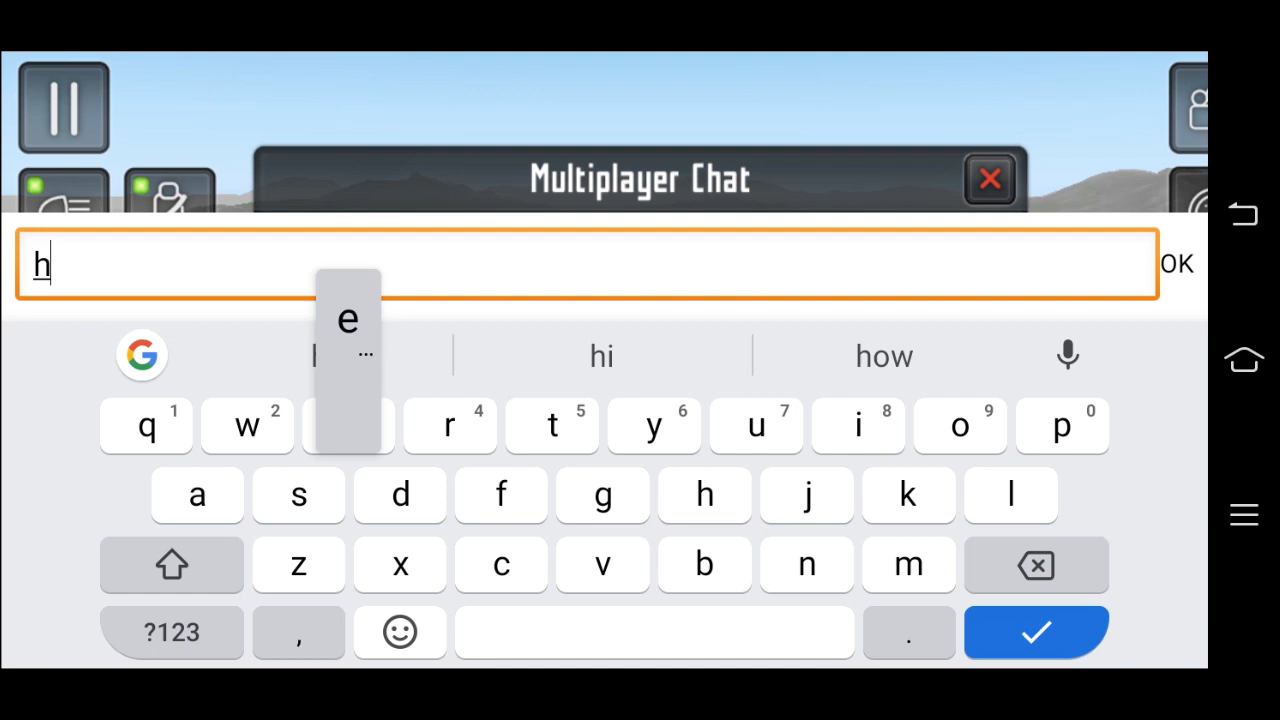 Multiplayer Chat
h
OK
e
...
hi
how
q 1 w 2 r 4 t 5 y 6 u 7 i 8 o 9 p 0
a s d f g h j k l
z x c v b n m
?123 , .